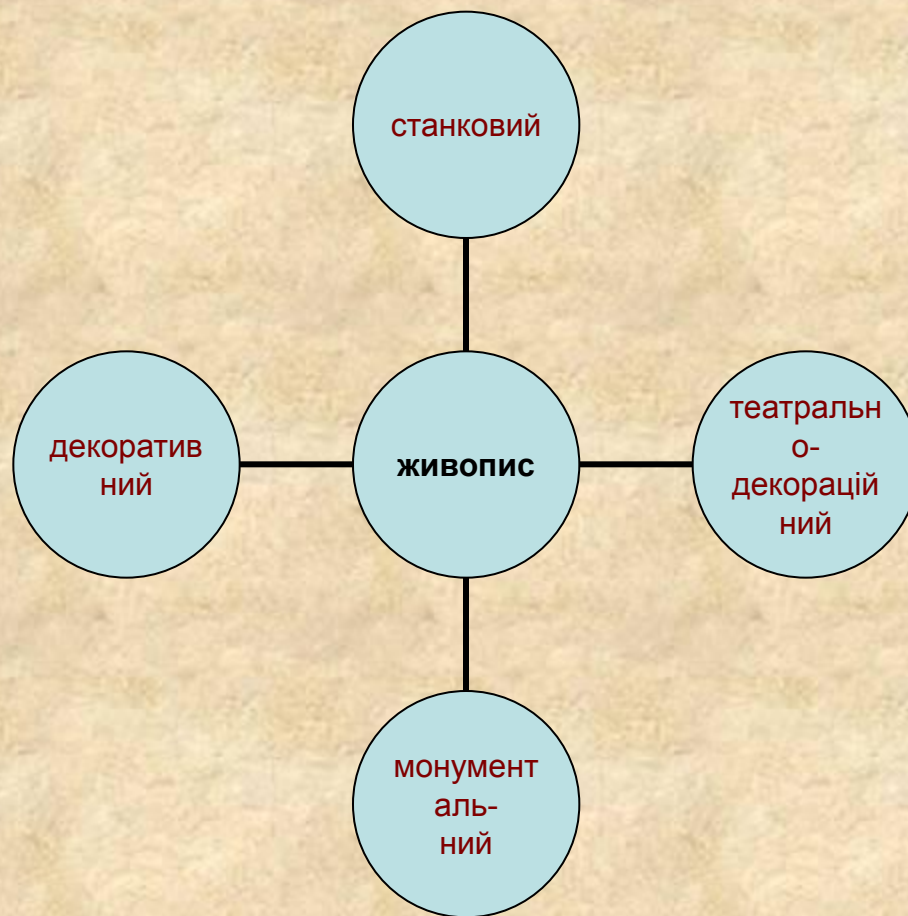 станковий
декоратив
ний
живопис
театральн
о-
декорацій
ний
монумент
аль-
ний